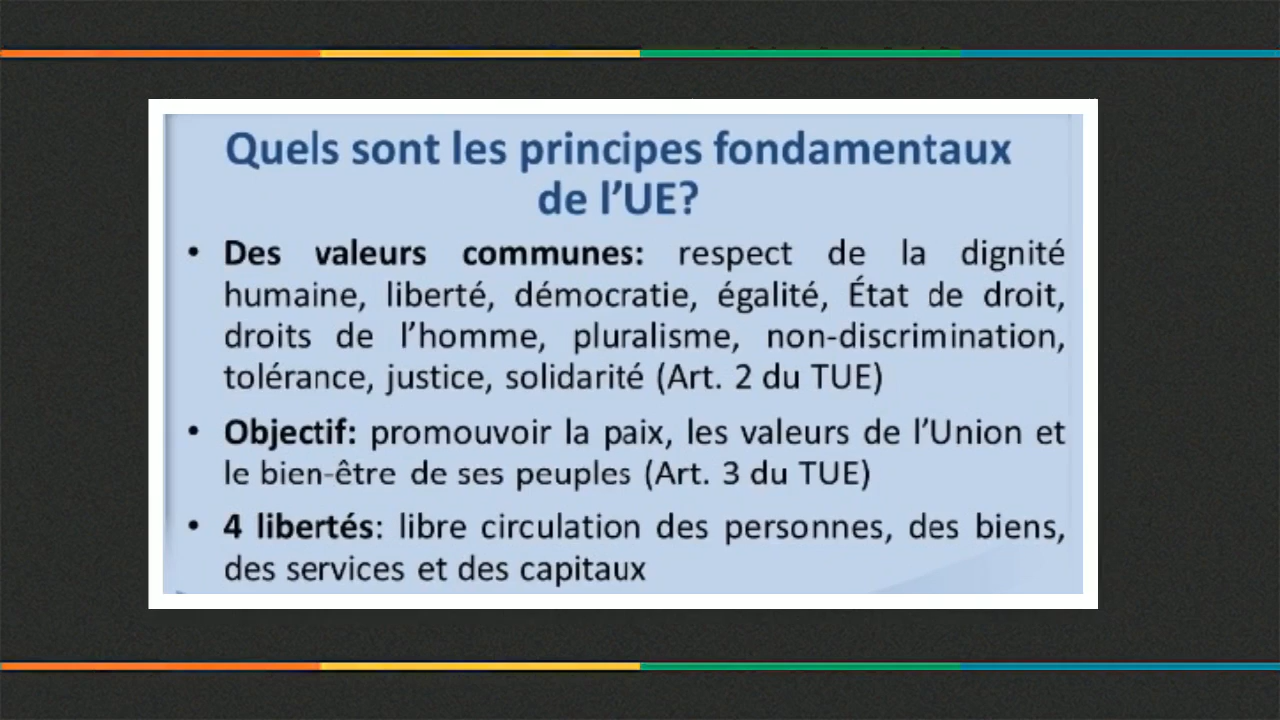 Quels sont les principes fondamentaux
de l’UE?
• Des valeurs communes: respect de la dignité
humaine, liberté, démocratie, égalité, État de droit,
droits de l’homme, pluralisme, non-discrimination,
tolérance, justice, solidarité (Art. 2 du TUE)
• Objectif: promouvoir la paix, les valeurs de l’Union et
le bien-être de ses peuples (Art. 3 du TUE)
• 4 libertés: libre circulation des personnes, des biens,
des services et des capitaux